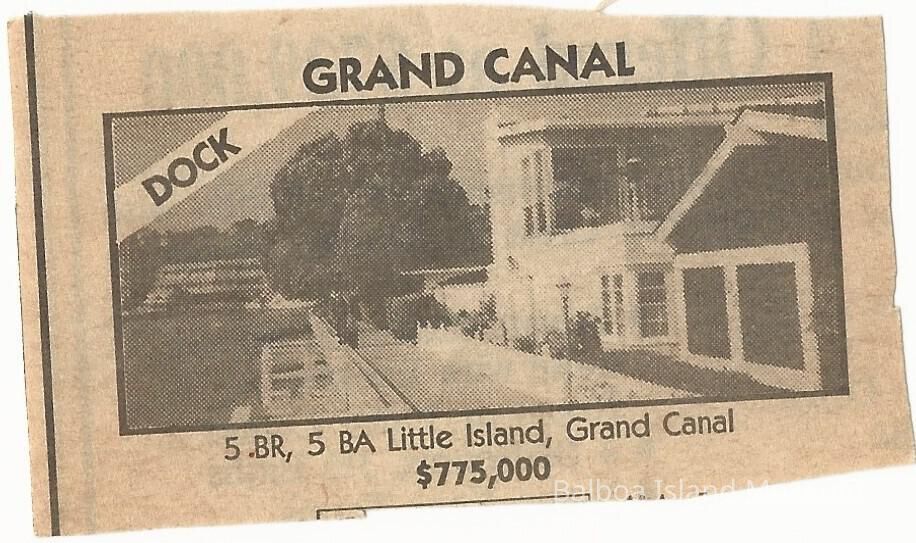 GRAND CANAL
DOCK
5 BR, 5 BA Little Island, Grand Canal
$775,000
Balboa Island